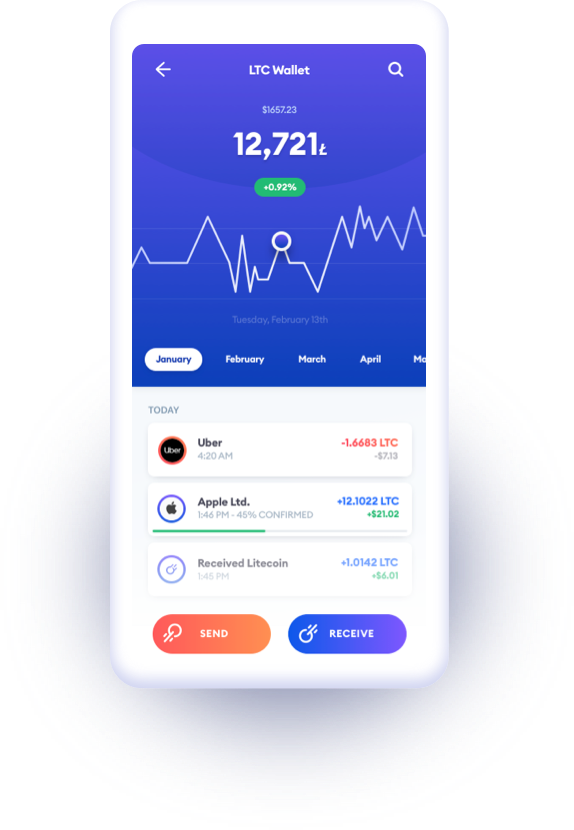 LTC Wallet
$1657.23
12,721Ł
+0.92%
Tuesday, February 13th
January February March April Ma
TODAY
Uber Uber -1.6683 LTC
4:20 AM -$7.13
Apple Ltd. +12.1022 LTC
1:46 PM - 45% CONFIRMED +$21.02
Received Litecoin +1.0142 LTC
1:45 PM +$6.01
SEND RECEIVE